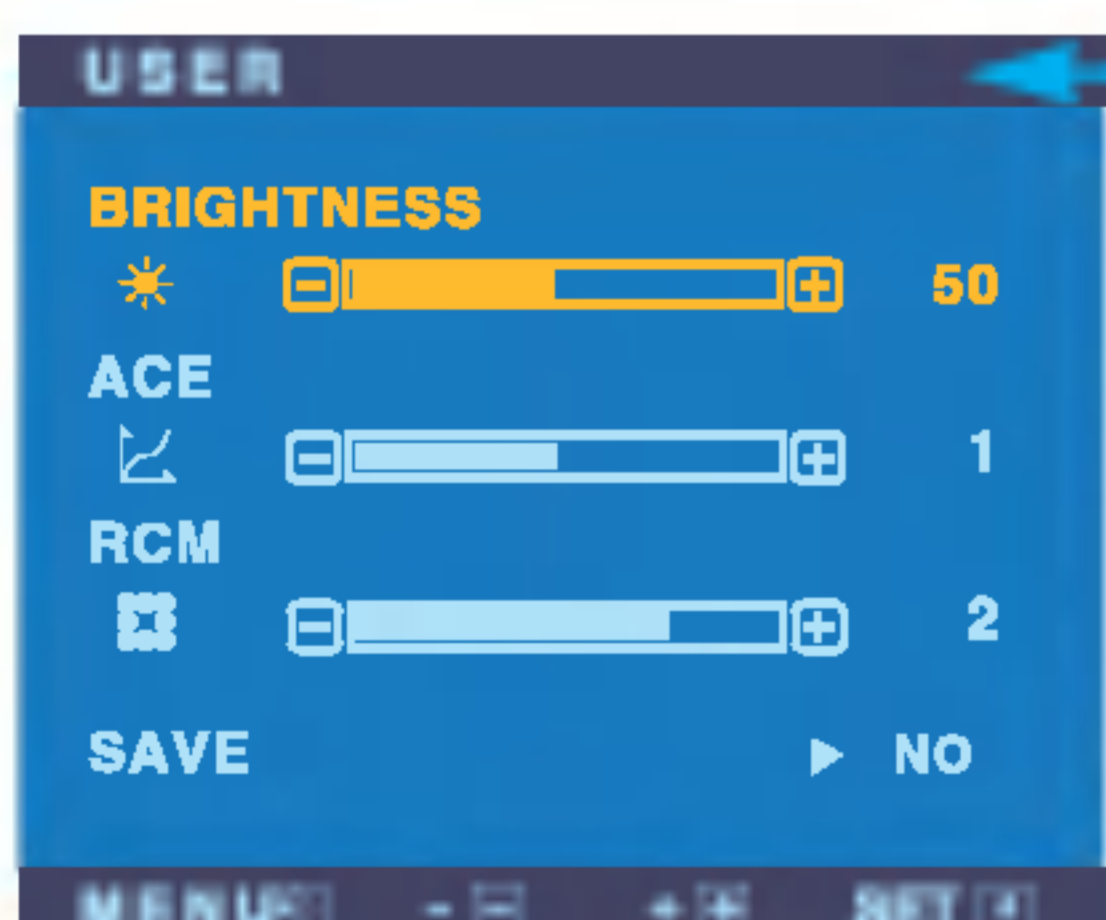 USER
BRIGHTNESS
50
ACE
1
RCM
2
SAVE NO
MENU - + SET